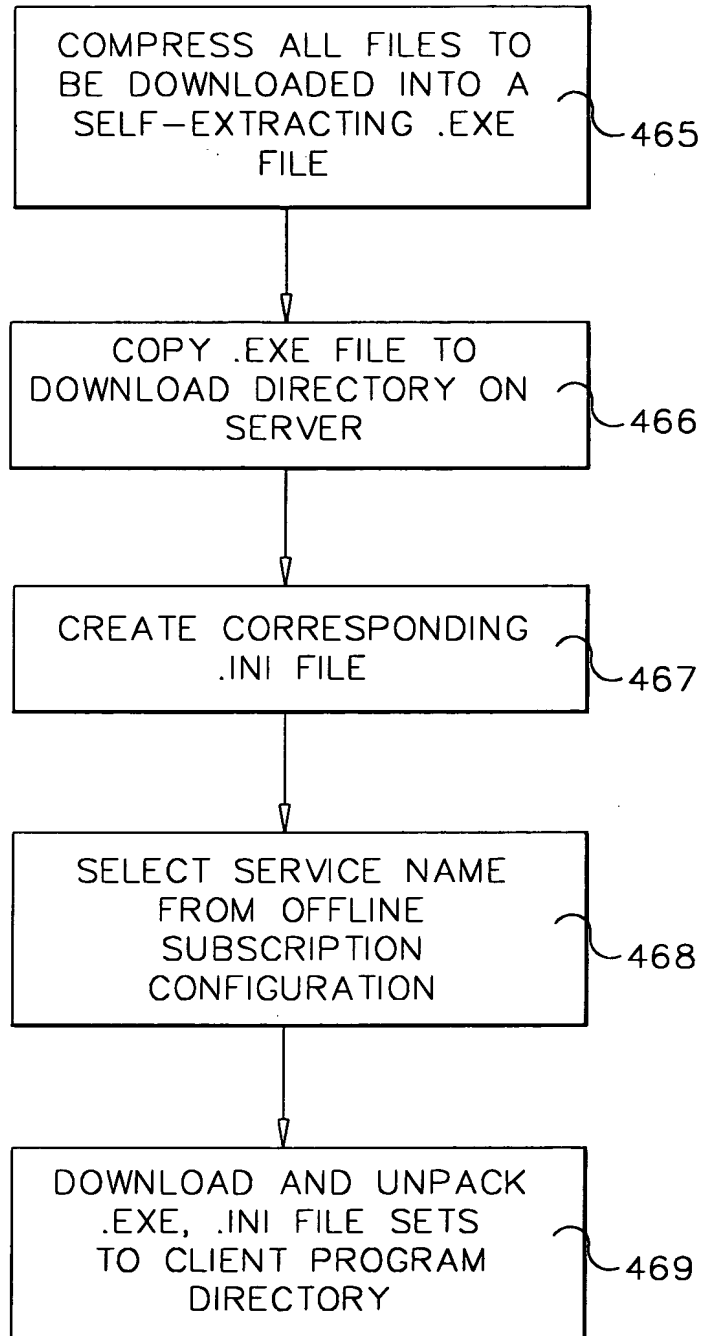 COMPRESS ALL FILES TO
BE DOWNLOADED INTO A
SELF-EXTRACTING .EXE
FILE
465
COPY .EXE FILE TO
DOWNLOAD DIRECTORY ON
SERVER
466
CREATE CORRESPONDING
.INI FILE
467
SELECT SERVICE NAME
FROM OFFLINE
SUBSCRIPTION
CONFIGURATION
468
DOWNLOAD AND UNPACK
.EXE, .INI FILE SETS
TO CLIENT PROGRAM
DIRECTORY
469